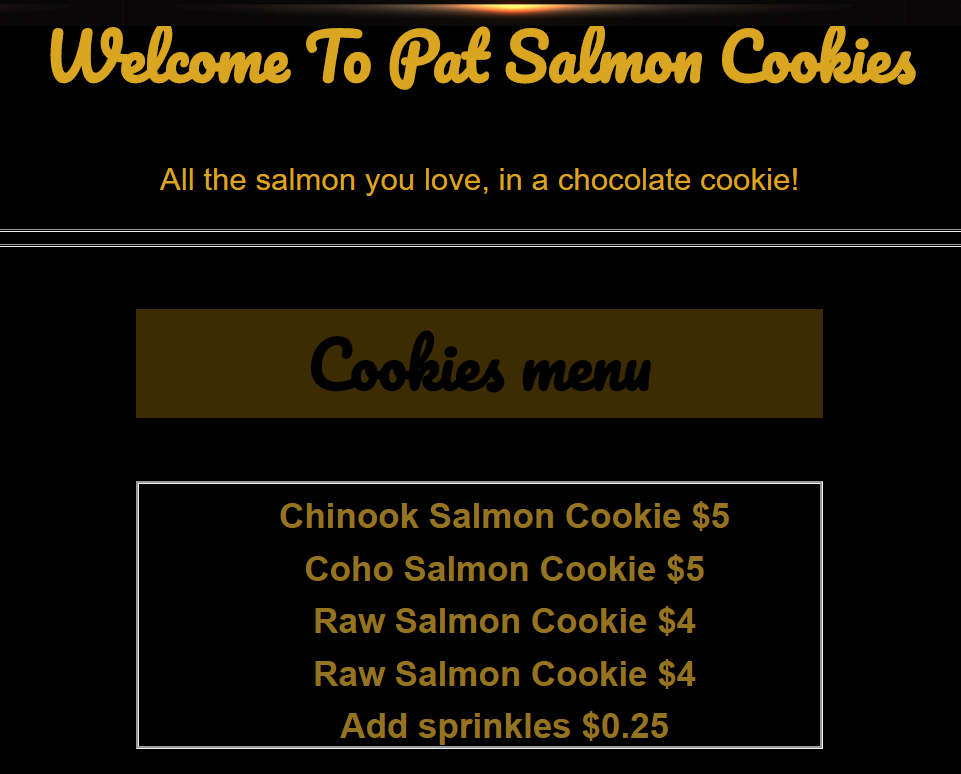 Welcome To Pat Salmon Cookies
All the salmon you love, in a chocolate cookie!
Cookies menu
Chinook Salmon Cookie $5
Coho Salmon Cookie $5
Raw Salmon Cookie $4
Raw Salmon Cookie $4
Add sprinkles $0.25